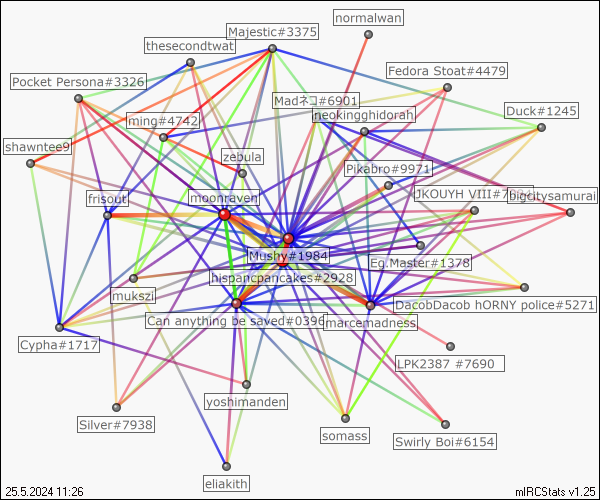 normalwan
Majestic#3375
thesecondtwat
Fedora Stoat#4479
Pocket Persona#3326
Madネコ#6901
Duck#1245
neokingghidorah
ming#4742
shawntee9
zebula
Pikabro#9971
moonraven
JKOUYH VIII#7
bigcitysamurai
frisout
Mushy#1984
Eg Master#1378
hispancpancakes#2928
mukszi
DacobDacob hORNY police#5271
Can anything be saved#0396
marcemadness
Cypha#1717
LPK2387 #7690
yoshimanden
Silver#7938
somass
Swirly Boi#6154
eliakith
25.5.2024 11:26
mIRCStats v1.25